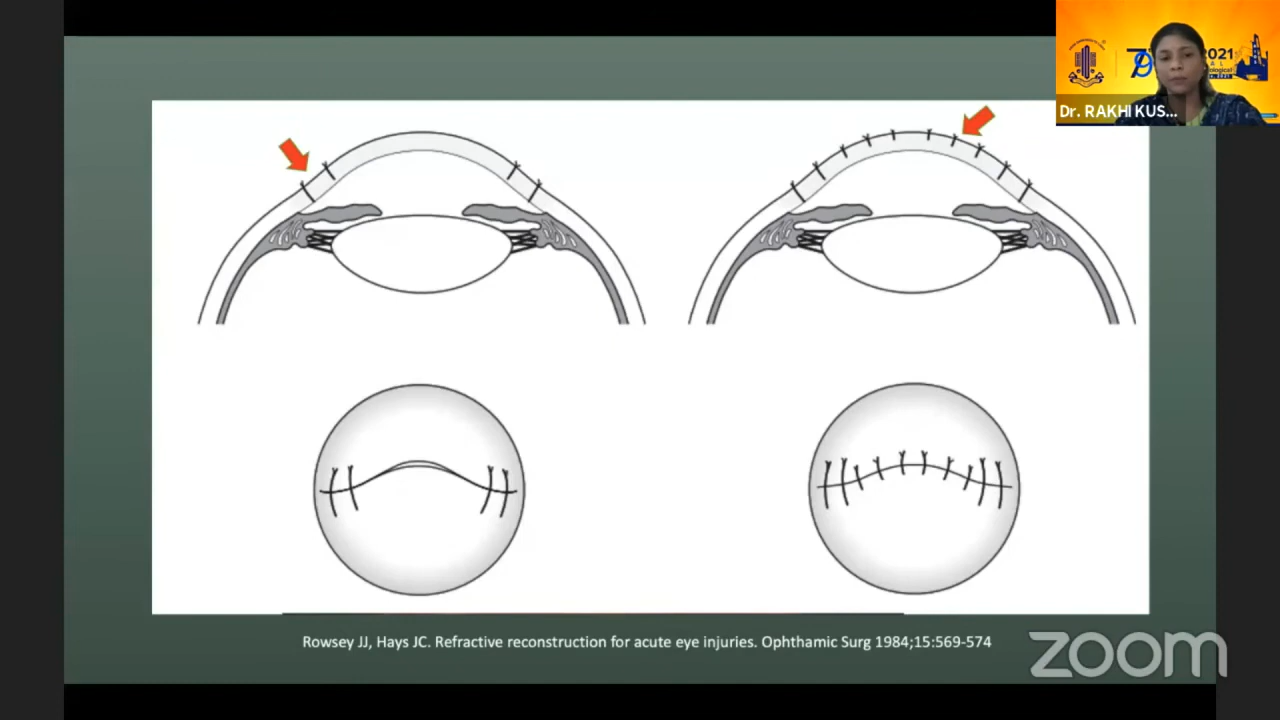 2021
Dr. RAKHI KUS...
Rowsey JJ, Hays JC. Refractive reconstruction for acute eye injuries. Ophthamic Surg 1984;15:569-574
zoom